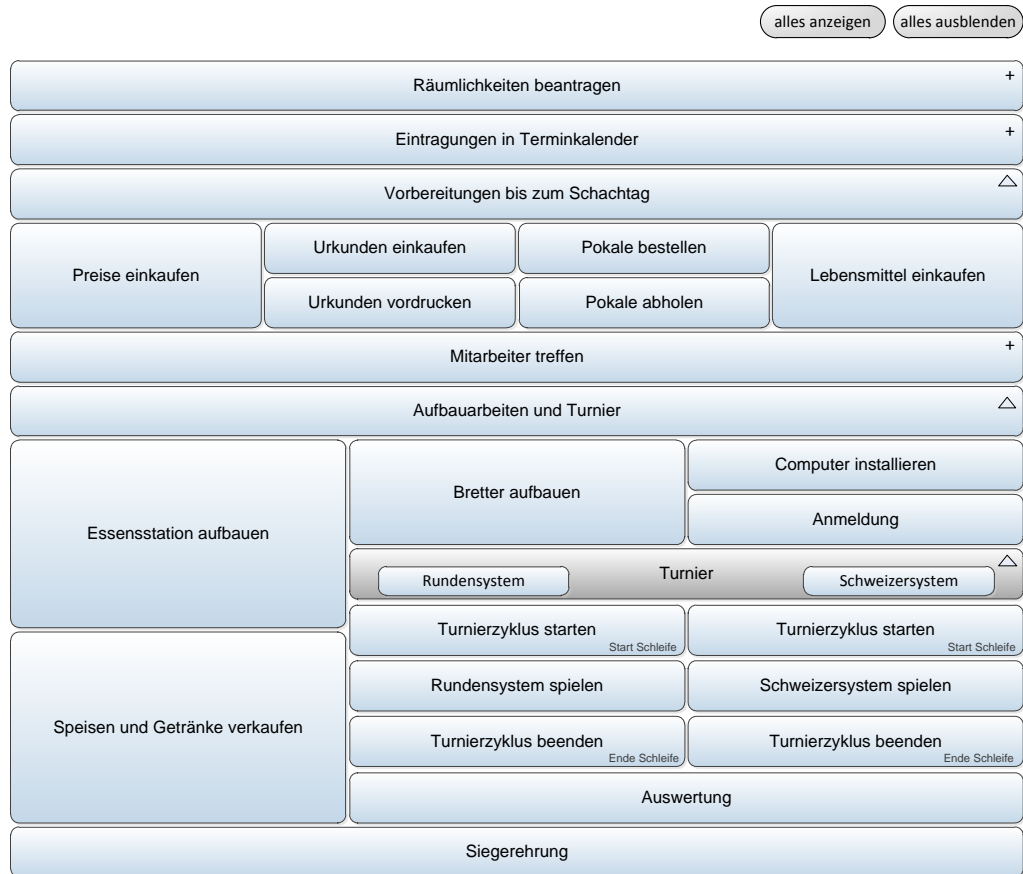 alles anzeigen
alles ausblenden
Räumlichkeiten beantragen
+
Eintragungen in Terminkalender
+
Vorbereitungen bis zum Schachtag
Preise einkaufen
Urkunden einkaufen
Pokale bestellen
Lebensmittel einkaufen
Urkunden vordrucken
Pokale abholen
Mitarbeiter treffen
+
Aufbauarbeiten und Turnier
Essensstation aufbauen
Bretter aufbauen
Computer installieren
Anmeldung
Turnier
Rundensystem
Schweizersystem
Turnierzyklus starten
Start Schleife
Turnierzyklus starten
Start Schleife
Speisen und Getränke verkaufen
Rundensystem spielen
Schweizersystem spielen
Turnierzyklus beenden
Ende Schleife
Turnierzyklus beenden
Ende Schleife
Auswertung
Siegerehrung